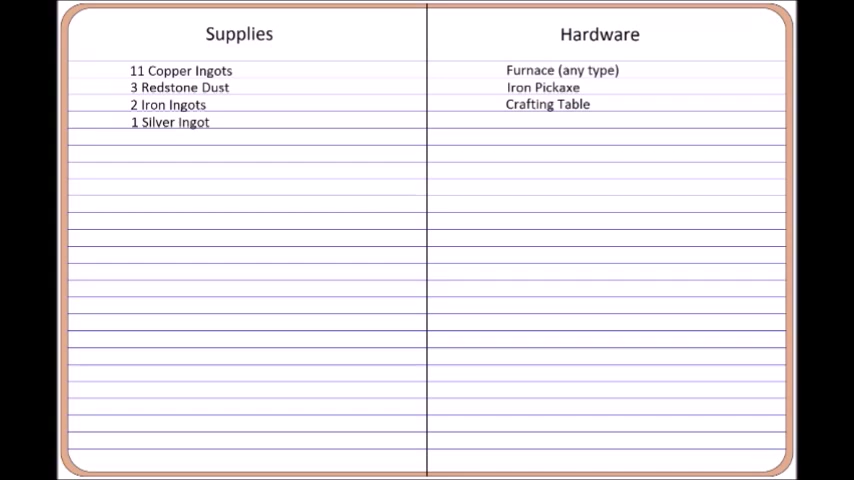 Supplies
11 Copper Ingots
3 Redstone Dust
2 Iron Ingots
1 Silver Ingot
Hardware
Furnace (any type)
Iron Pickaxe
Crafting Table